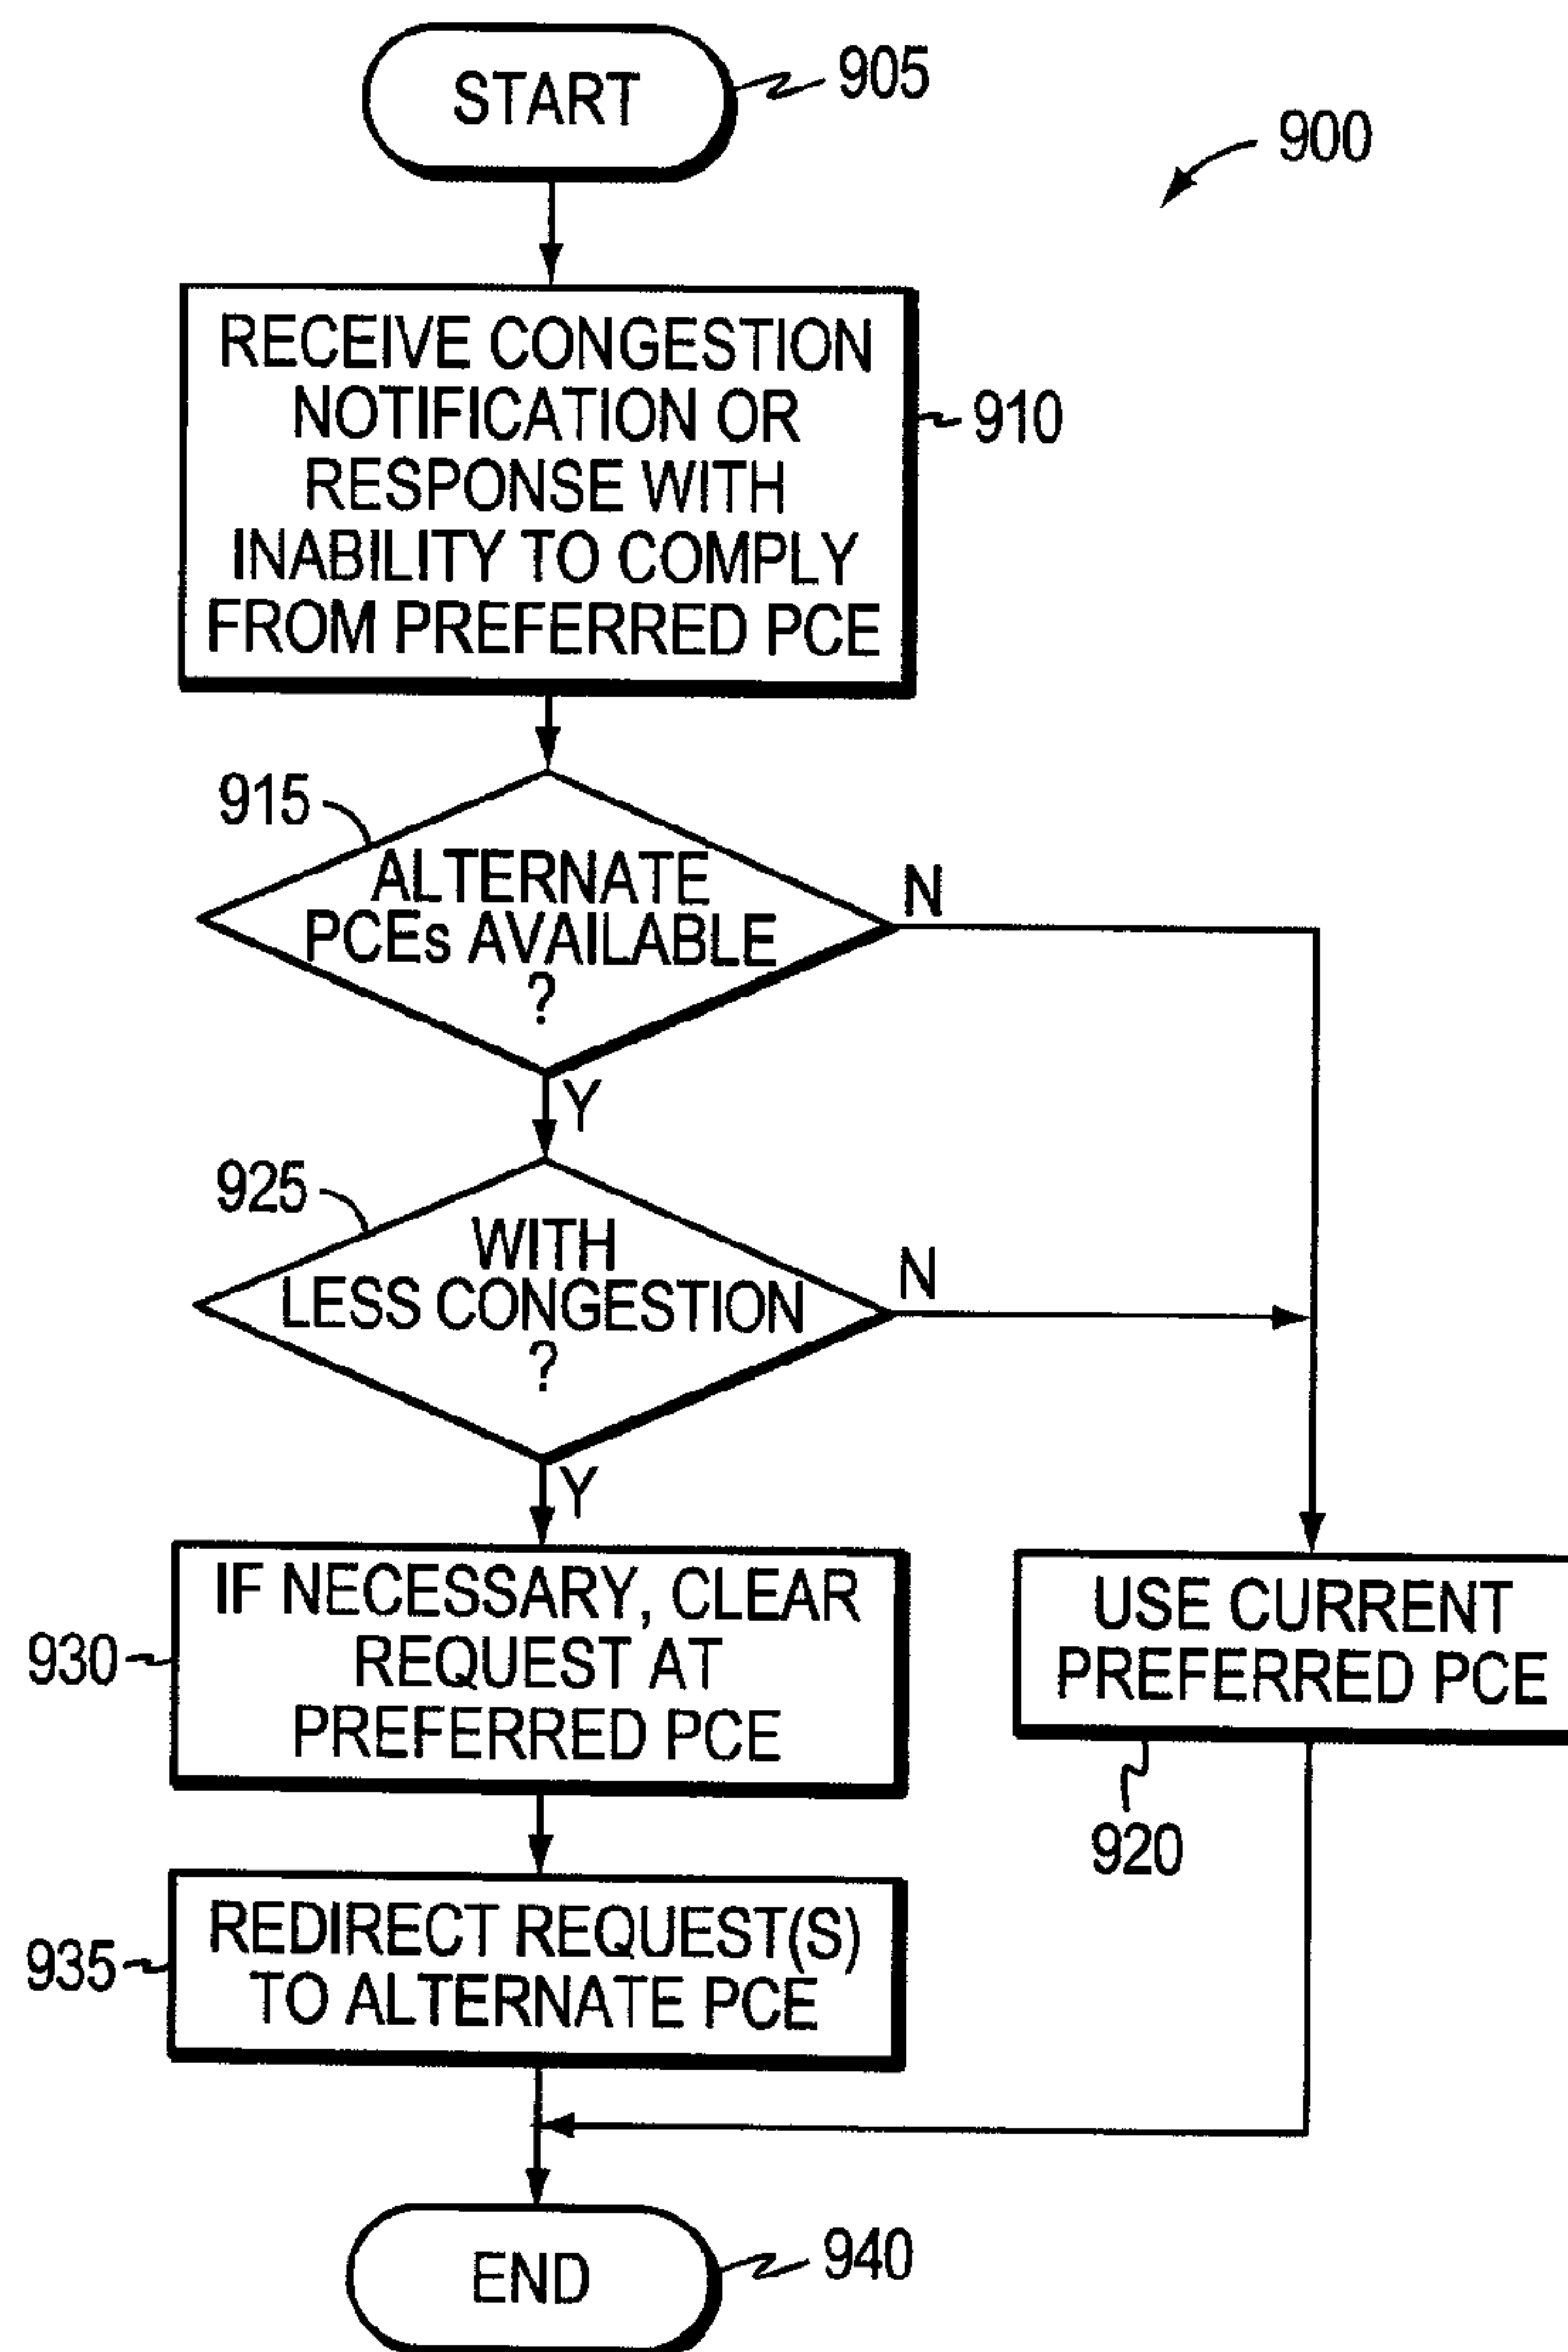 START
905
900
RECEIVE CONGESTION
NOTIFICATION OR
RESPONSE WITH
INABILITY TO COMPLY
FROM PREFERRED PCE
910
915
ALTERNATE
PCEs AVAILABLE
?
N
Y
925
WITH
LESS CONGESTION
?
N
Y
930
IF NECESSARY, CLEAR
REQUEST AT
PREFERRED PCE
USE CURRENT
PREFERRED PCE
920
935
REDIRECT REQUEST(S)
TO ALTERNATE PCE
END
940